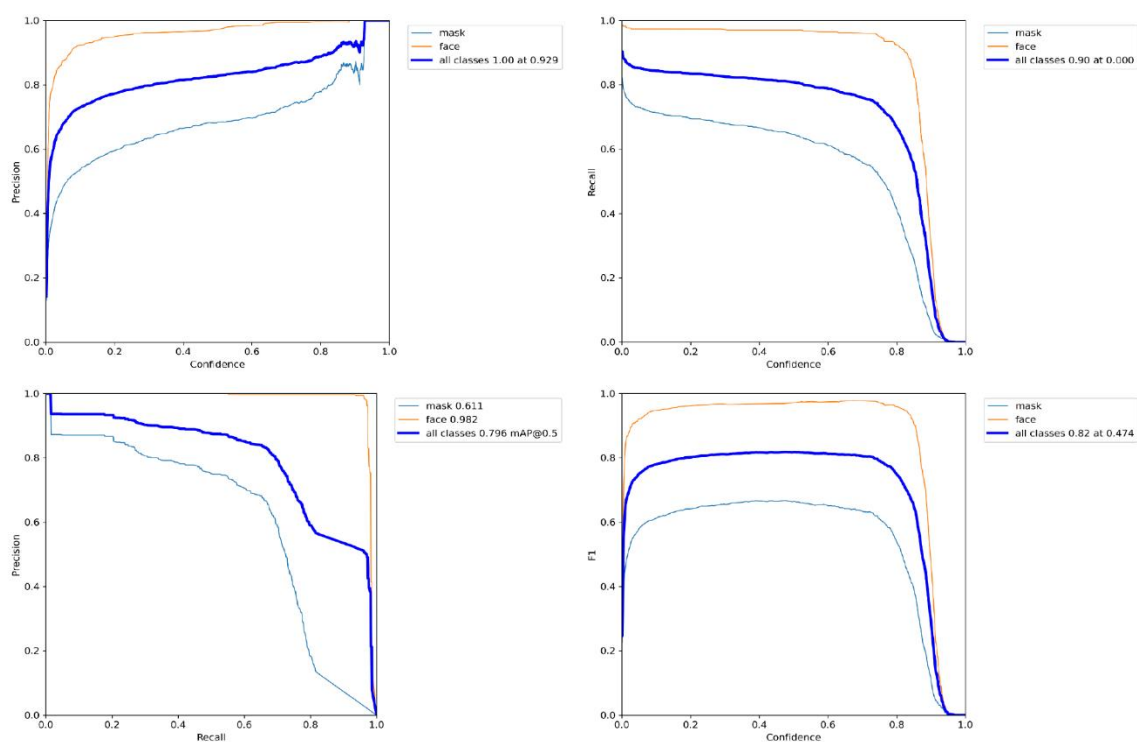 1.0
0.8
0.6
0.4
0.2
0.0
Precision
0.0 0.2 0.4 0.6 0.8 1.0
Confidence
mask
face
all classes 1.00 at 0.929
1.0
0.8
0.6
0.4
0.2
0.0
Recall
0.0 0.2 0.4 0.6 0.8 1.0
Confidence
mask
face
all classes 0.90 at 0.000
1.0
0.8
0.6
0.4
0.2
0.0
Precision
0.0 0.2 0.4 0.6 0.8 1.0
Recall
mask 0.611
face 0.982
all classes 0.796 mAP@0.5
1.0
0.8
0.6
0.4
0.2
0.0
F1
0.0 0.2 0.4 0.6 0.8 1.0
Confidence
mask
face
all classes 0.82 at 0.474